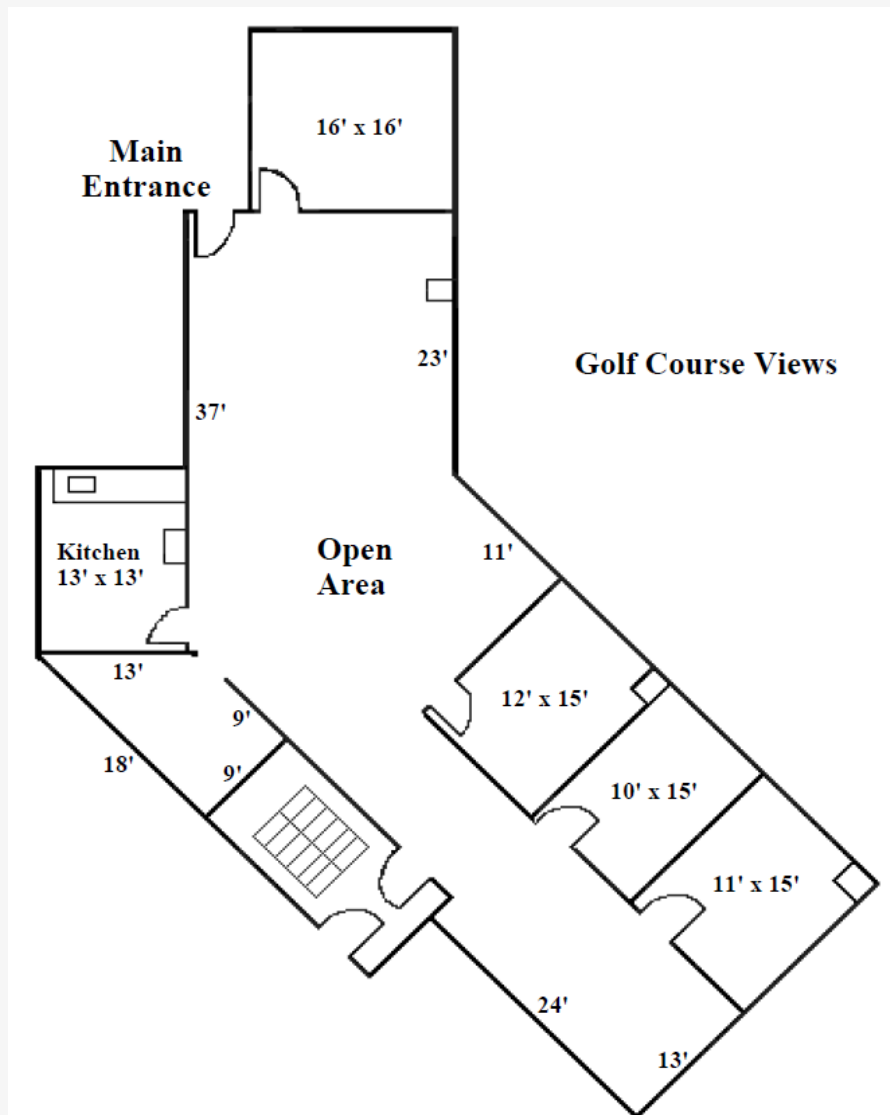 16' x 16'
Main
Entrance
23'
Golf Course Views
37'
Open
Area
11'
Kitchen
13' x 13'
13'
12' x 15'
9'
18'
9'
10' x 15'
11' x 15'
24'
13'